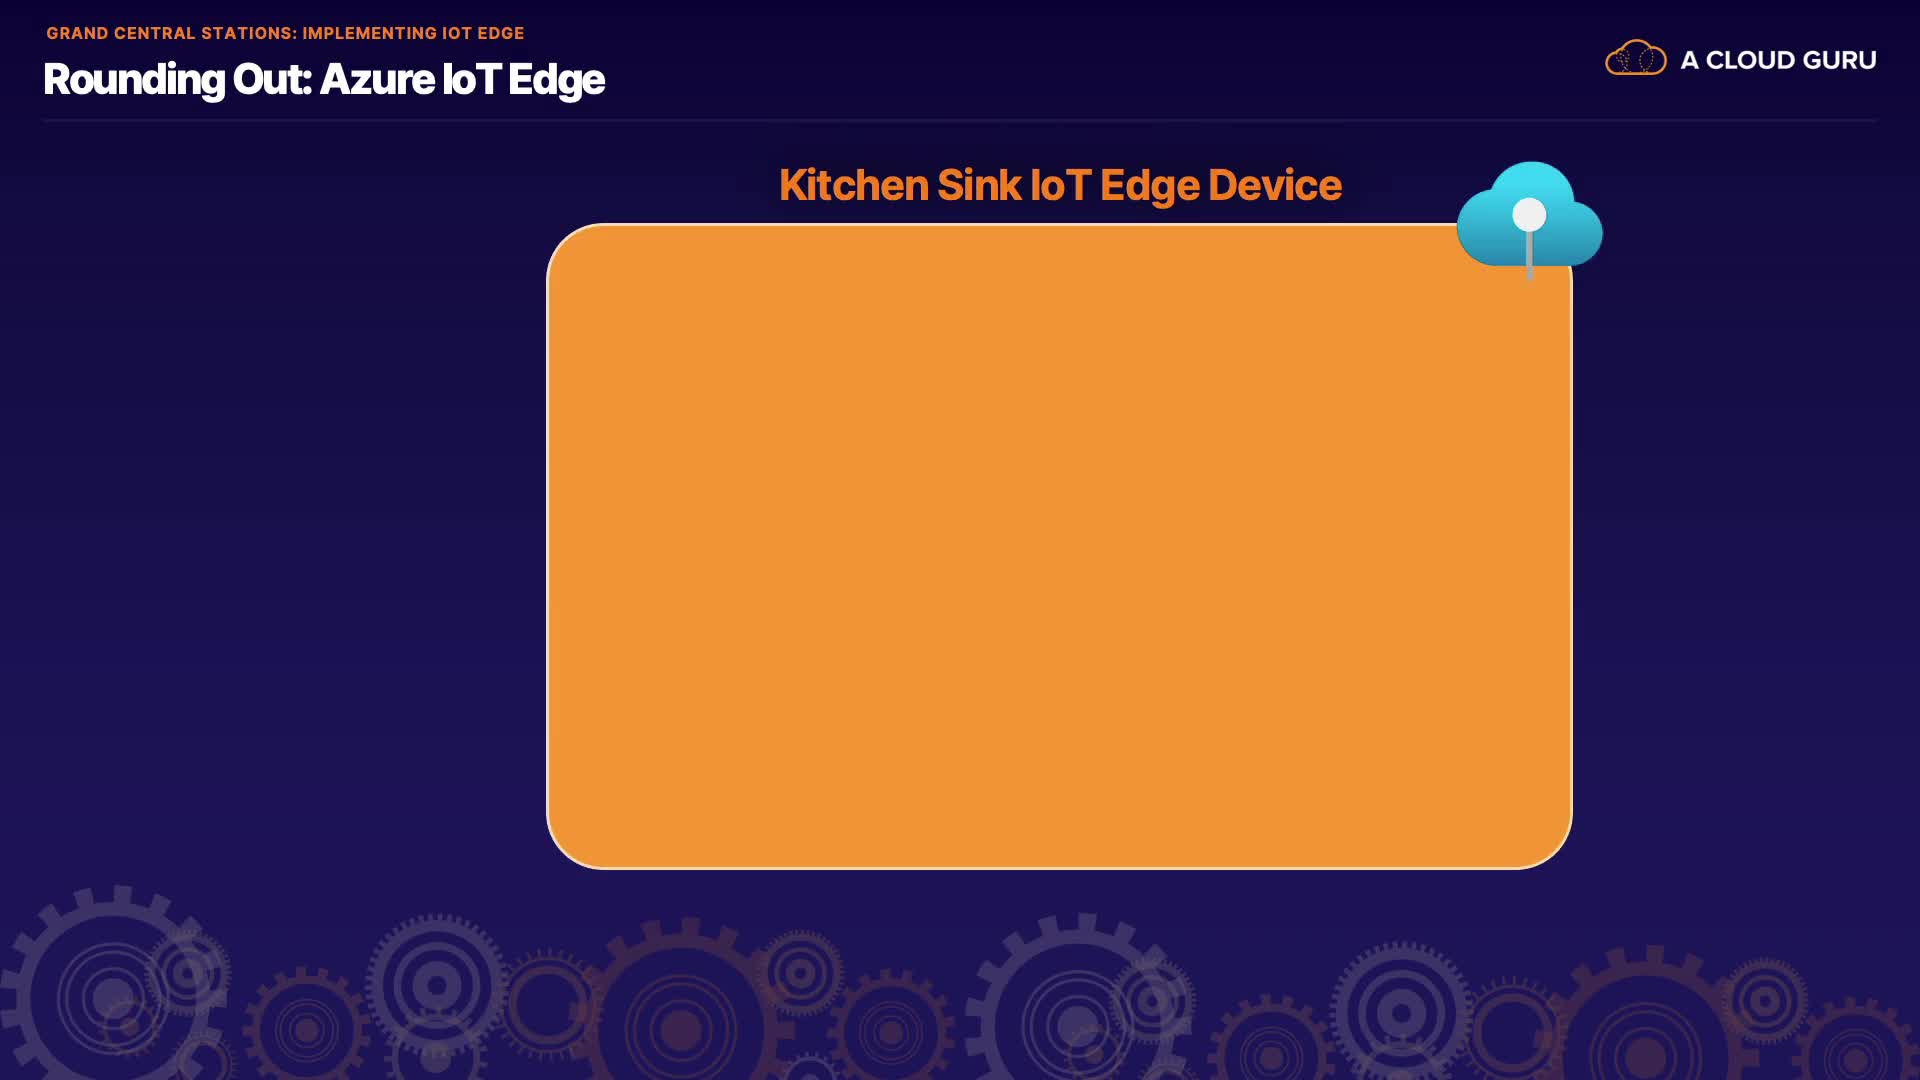 GRAND CENTRAL STATIONS: IMPLEMENTING IOT EDGE
Rounding Out: Azure IoT Edge
A CLOUD GURU
Kitchen Sink IoT Edge Device